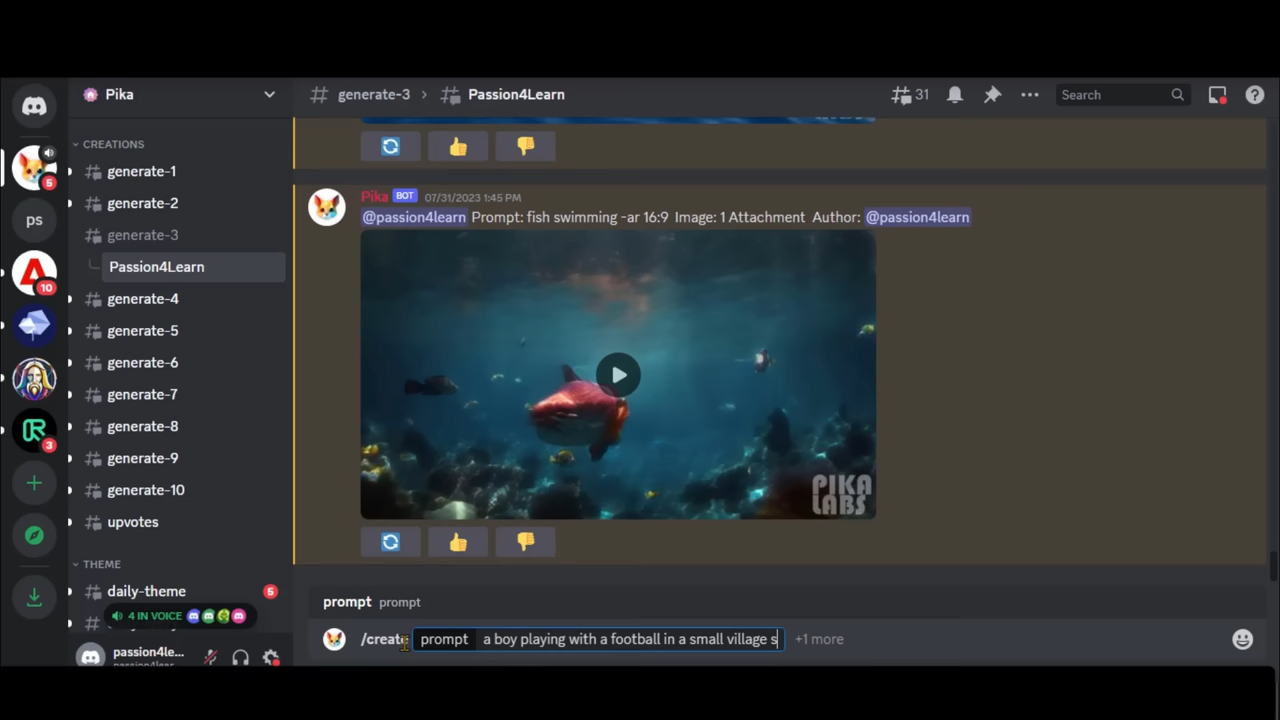 Pika
generate-3 › Passion4Learn
31
Search
CREATIONS
generate-1
generate-2
generate-3
Passion4Learn
generate-4
generate-5
generate-6
generate-7
generate-8
generate-9
generate-10
upvotes
THEME
daily-theme 5
4 IN VOICE
passion4le...
5
ps
10
3
Pika BOT 07/31/2023 1:45 PM
@passion4learn Prompt: fish swimming -ar 16:9 Image: 1 Attachment Author: @passion4learn
PIKA
LABS
prompt prompt
/create prompt a boy playing with a football in a small village s +1 more